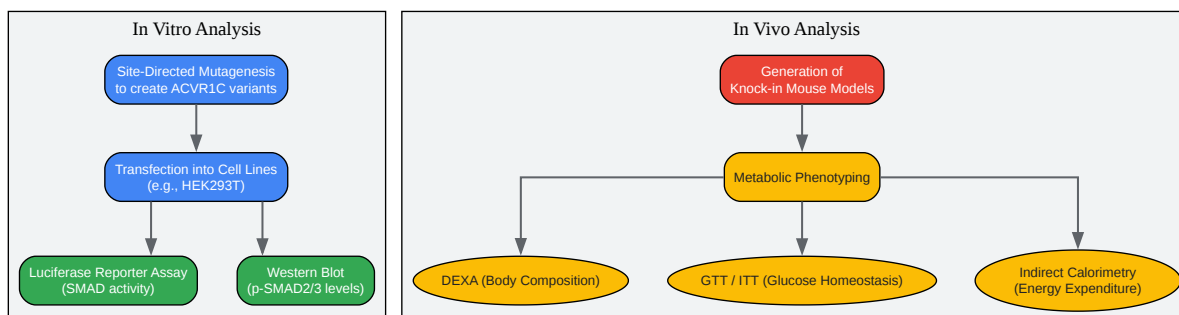 In Vitro Analysis
Site-Directed Mutagenesis
to create ACVR1C variants
Transfection into Cell Lines
(e.g., HEK293T)
Luciferase Reporter Assay
(SMAD activity)
Western Blot
(p-SMAD2/3 levels)
In Vivo Analysis
Generation of
Knock-in Mouse Models
Metabolic Phenotyping
DEXA (Body Composition)
GTT / ITT (Glucose Homeostasis)
Indirect Calorimetry
(Energy Expenditure)